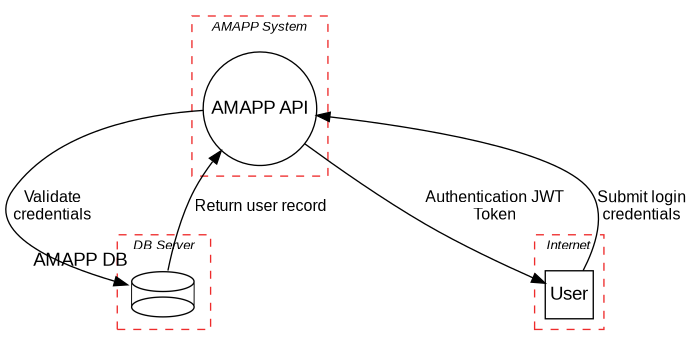 AMAPP System
AMAPP API
Validate
credentials
Return user record
Authentication JWT
Token
Submit login
credentials
DB Server
AMAPP DB
Internet
User